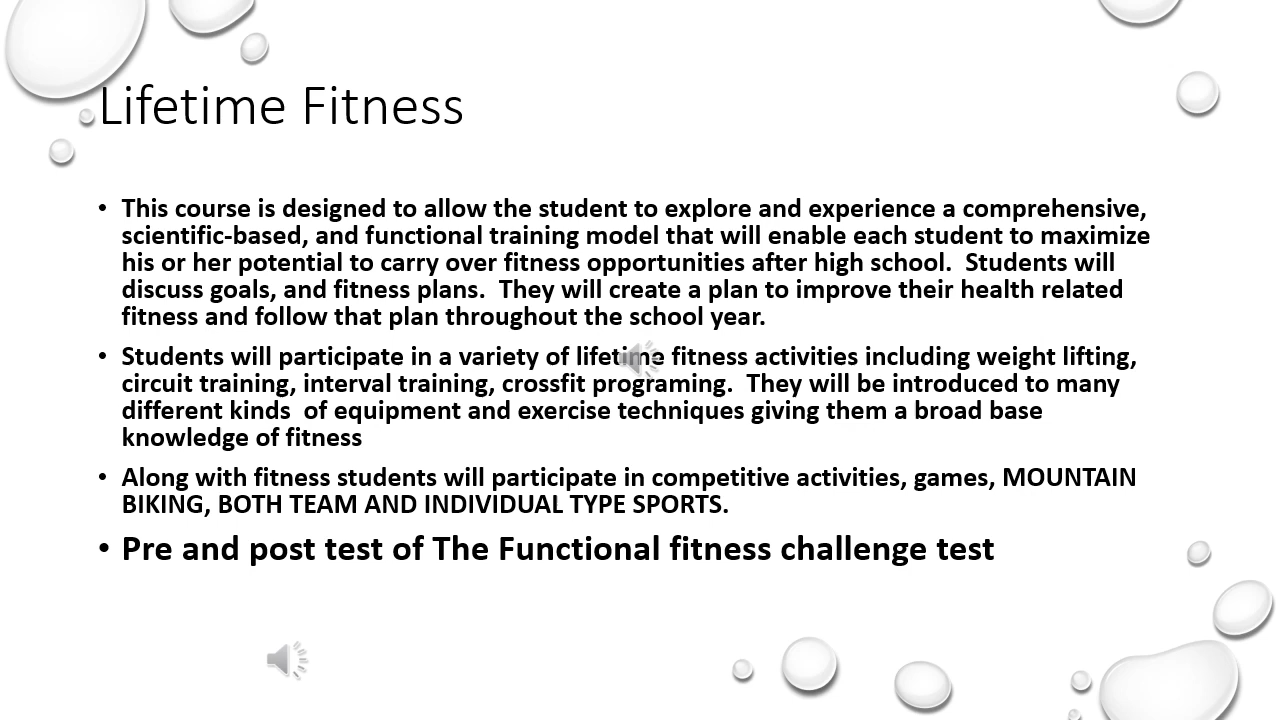 Lifetime Fitness
• This course is designed to allow the student to explore and experience a comprehensive,
scientific-based, and functional training model that will enable each student to maximize
his or her potential to carry over fitness opportunities after high school.  Students will
discuss goals, and fitness plans.  They will create a plan to improve their health related
fitness and follow that plan throughout the school year.
• Students will participate in a variety of lifetime fitness activities including weight lifting,
circuit training, interval training, crossfit programing.  They will be introduced to many
different kinds  of equipment and exercise techniques giving them a broad base
knowledge of fitness
• Along with fitness students will participate in competitive activities, games, MOUNTAIN
BIKING, BOTH TEAM AND INDIVIDUAL TYPE SPORTS.
• Pre and post test of The Functional fitness challenge test